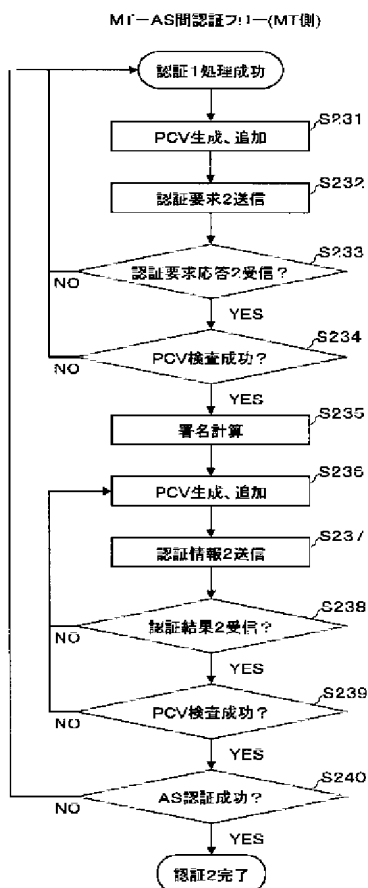 MT－AS間認証フロー(MT側)
認証1処理成功
S231
PCV生成、追加
S232
認証要求2送信
S233
認証要求応答2受信？
NO
YES
S234
PCV検査成功？
NO
YES
S235
署名計算
S236
PCV生成、追加
S237
認証情報2送信
S238
認証結果2受信？
NO
YES
S239
PCV検査成功？
NO
YES
S240
AS認証成功？
NO
YES
認証2完了